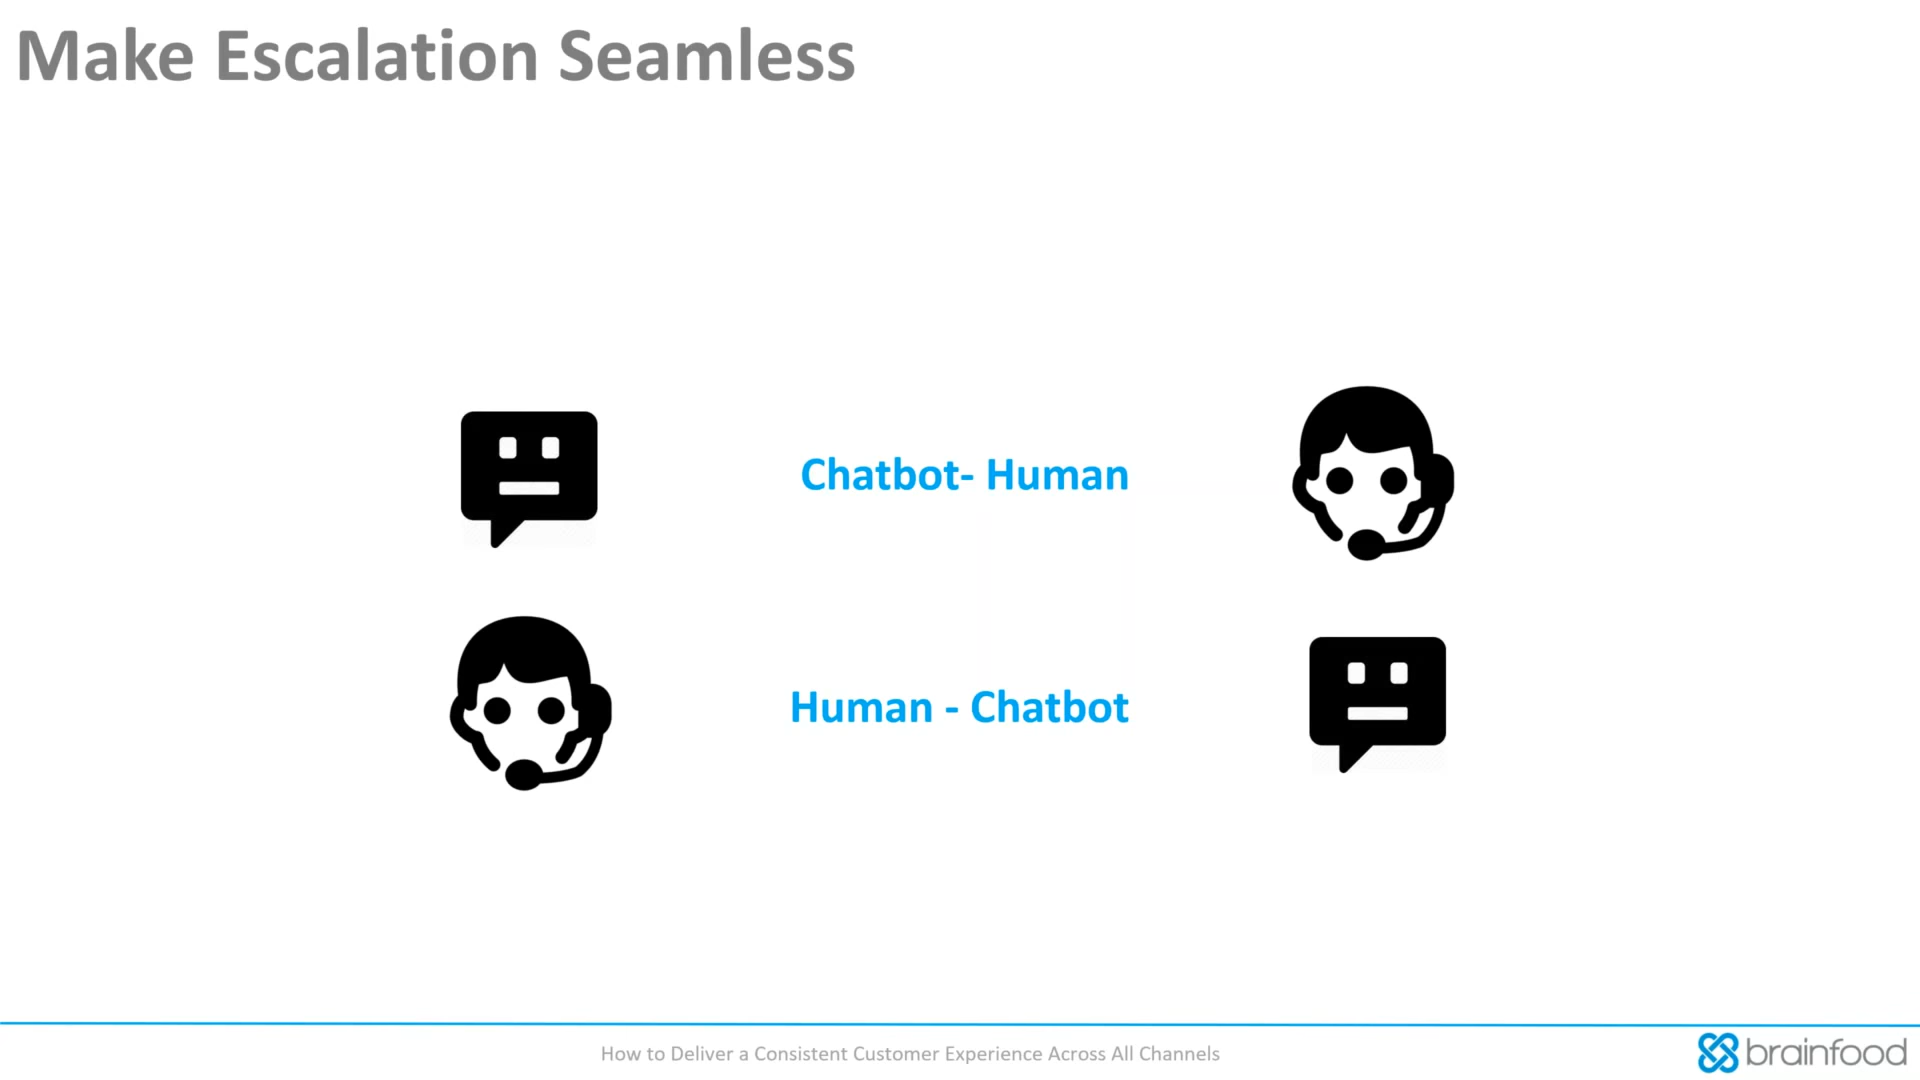 Make Escalation Seamless
Chatbot- Human
Human - Chatbot
How to Deliver a Consistent Customer Experience Across All Channels
brainfood